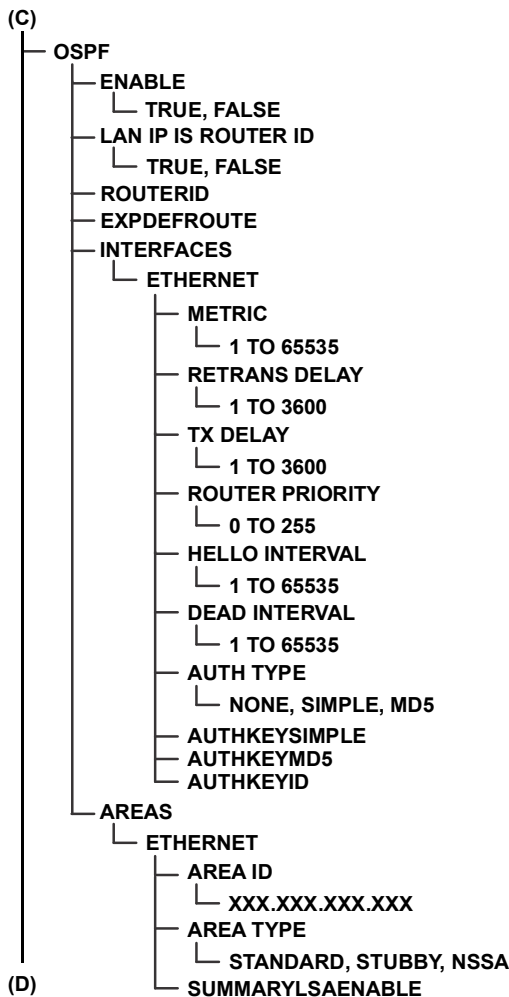 (C)
OSPF
ENABLE
TRUE, FALSE
LAN IP IS ROUTER ID
TRUE, FALSE
ROUTERID
EXPDEFROUTE
INTERFACES
ETHERNET
METRIC
1 TO 65535
RETRANS DELAY
1 TO 3600
TX DELAY
1 TO 3600
ROUTER PRIORITY
0 TO 255
HELLO INTERVAL
1 TO 65535
DEAD INTERVAL
1 TO 65535
AUTH TYPE
NONE, SIMPLE, MD5
AUTHKEYSIMPLE
AUTHKEYMD5
AUTHKEYID
AREAS
ETHERNET
AREA ID
XXX.XXX.XXX.XXX
AREA TYPE
STANDARD, STUBBY, NSSA
(D)
SUMMARYLSAENABLE